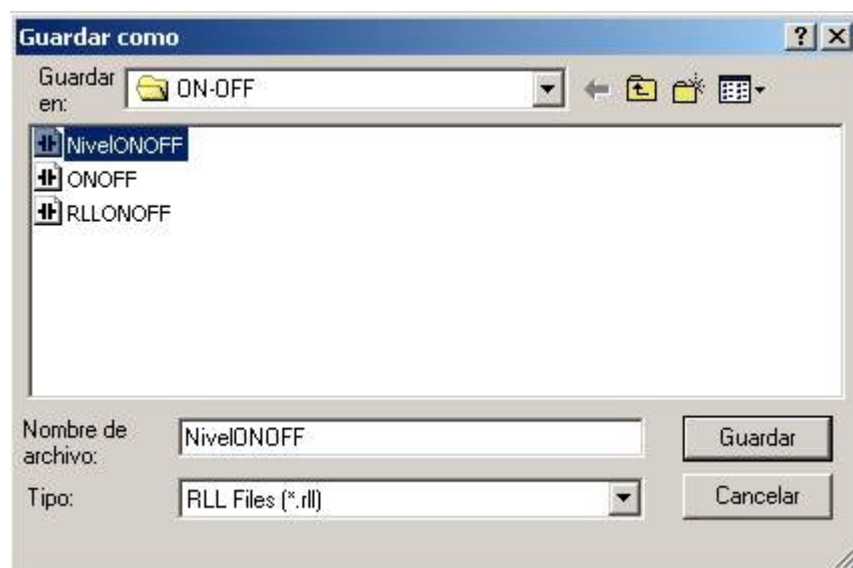 Guardar como
Guardar
en:
ON-OFF
NivelONOFF
ONOFF
RLLONOFF
Nombre de
archivo:
NivelONOFF
Guardar
Tipo:
RLL Files (*.rll)
Cancelar